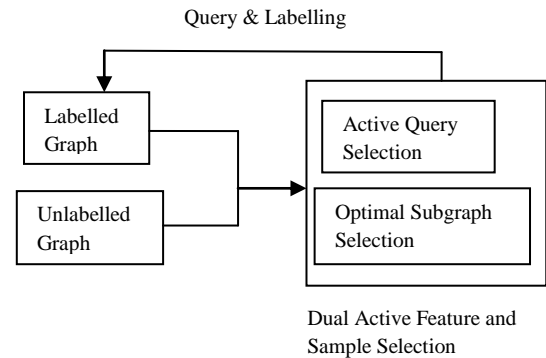 Query & Labelling
Labelled
Graph
Active Query
Selection
Unlabelled
Graph
Optimal Subgraph
Selection
Dual Active Feature and
Sample Selection